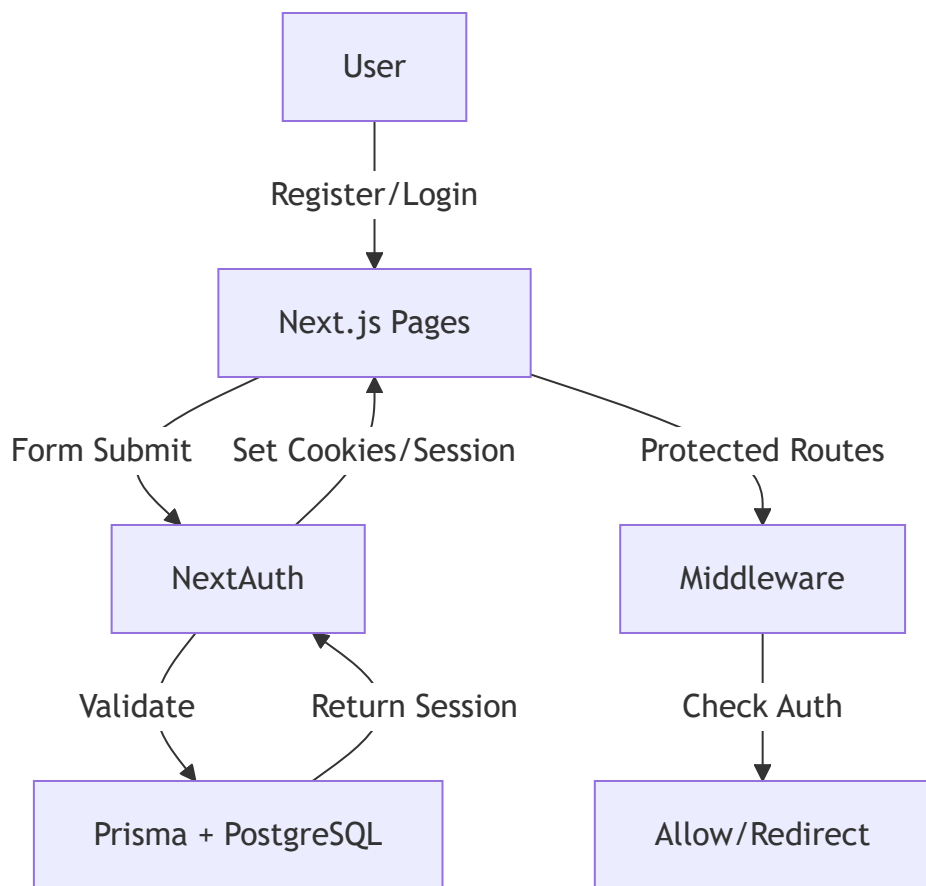 User
Register/Login
Next.js Pages
Form Submit
Set Cookies/Session
Protected Routes
NextAuth
Middleware
Validate
Return Session
Check Auth
Prisma + PostgreSQL
Allow/Redirect